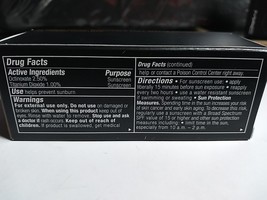 Drug Facts
Active Ingredients Purpose
Octinoxate 2.50% Sunscreen
Titanium Dioxide 1.00% Sunscreen
Use helps prevent sunburn
Warnings
For external use only. Do not use on damaged or
broken skin. When using this product keep out of
eyes. Rinse with water to remove. Stop use and ask
a doctor if rash occurs. Keep out of reach of
children. If product is swallowed, get medical
Drug Facts (continued)
help or contact a Poison Control Center right away.
Directions • For sunscreen use: • apply
liberally 15 minutes before sun exposure • reapply
every two hours • use a water resistant sunscreen
if swimming or sweating • Sun Protection
Measures. Spending time in the sun increases your risk
of skin cancer and early skin aging. To decrease this
risk, regularly use a sunscreen with a Broad Spectrum
SPF value of 15 or higher and other sun protection
measures including: • limit time in the sun,
especially from 10 a.m. – 2 p.m.